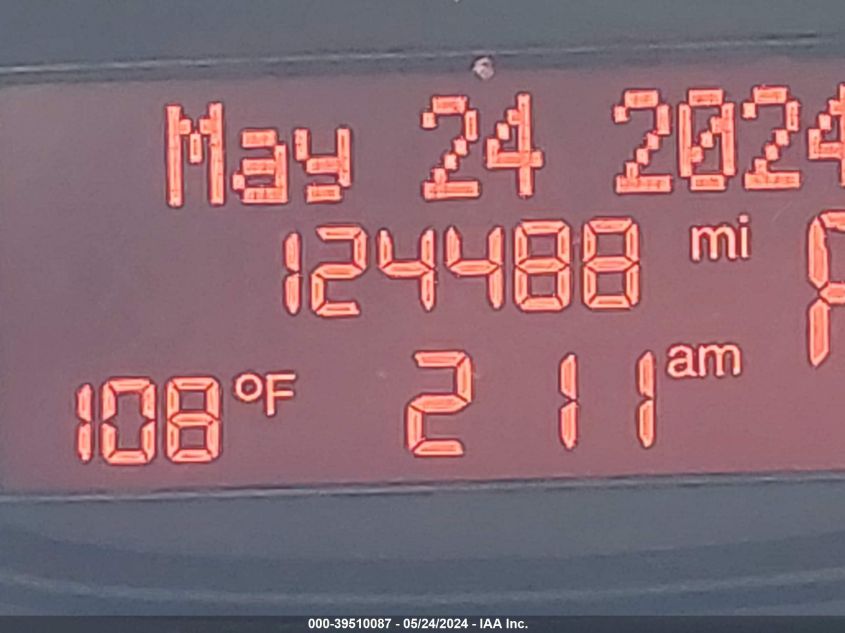 May 24 2024
124488 mi P
108 °F 2 11 am
000-39510087 - 05/24/2024 - IAA Inc.